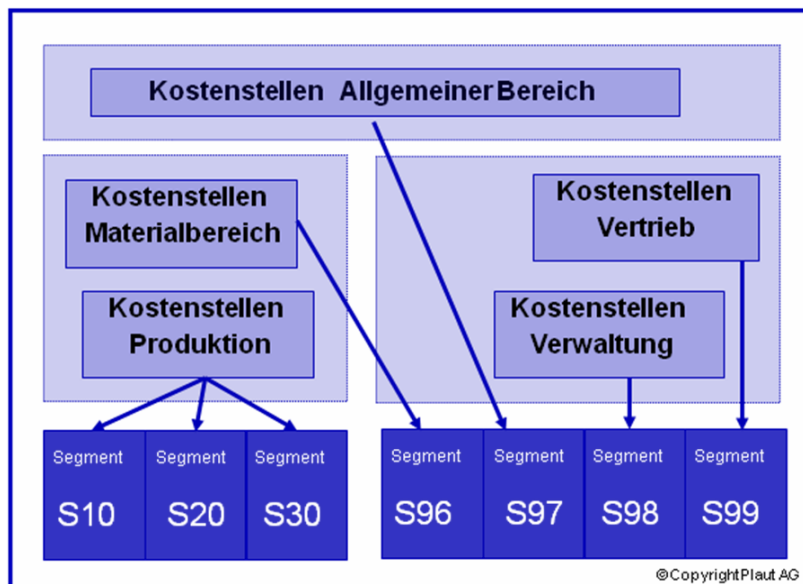 Kostenstellen Allgemeiner Bereich
Kostenstellen
Materialbereich
Kostenstellen
Produktion
Kostenstellen
Vertrieb
Kostenstellen
Verwaltung
Segment
S10
Segment
S20
Segment
S30
Segment
S96
Segment
S97
Segment
S98
Segment
S99
©Copyright Plaut AG